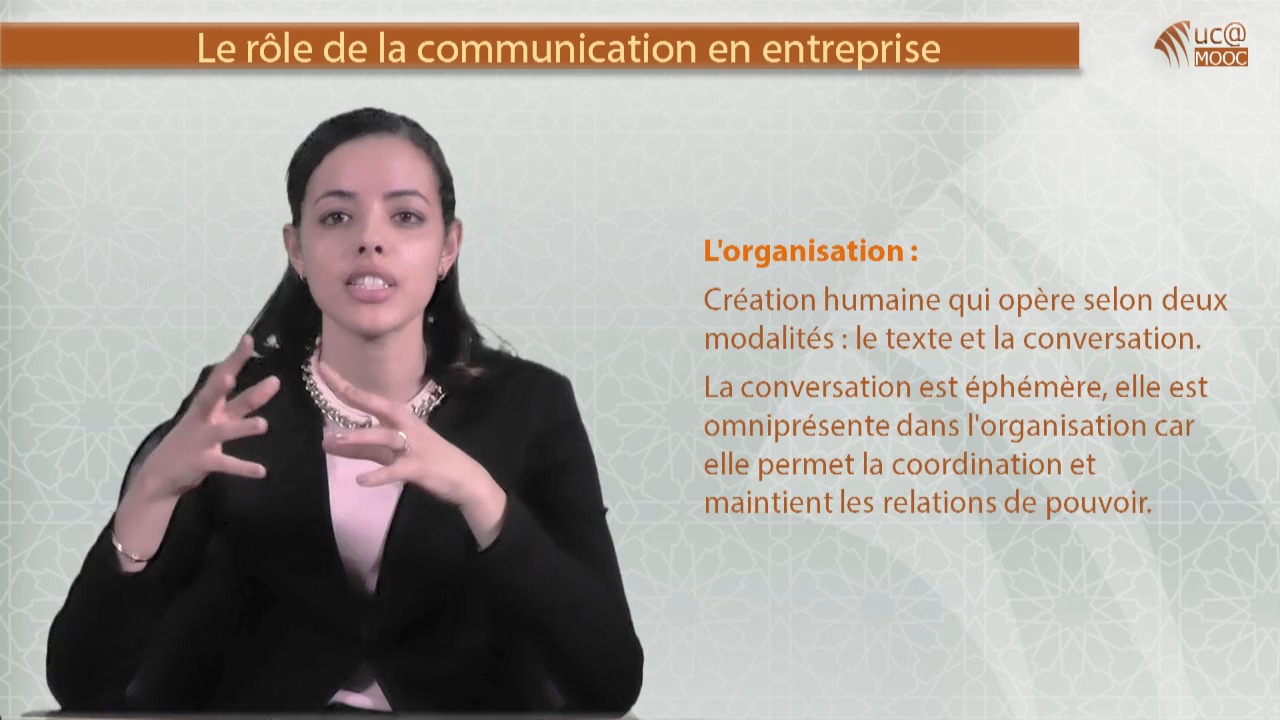 Le rôle de la communication en entreprise
uc@
MOOC
L'organisation :
Création humaine qui opère selon deux
modalités : le texte et la conversation.
La conversation est éphémère, elle est
omniprésente dans l'organisation car
elle permet la coordination et
maintient les relations de pouvoir.